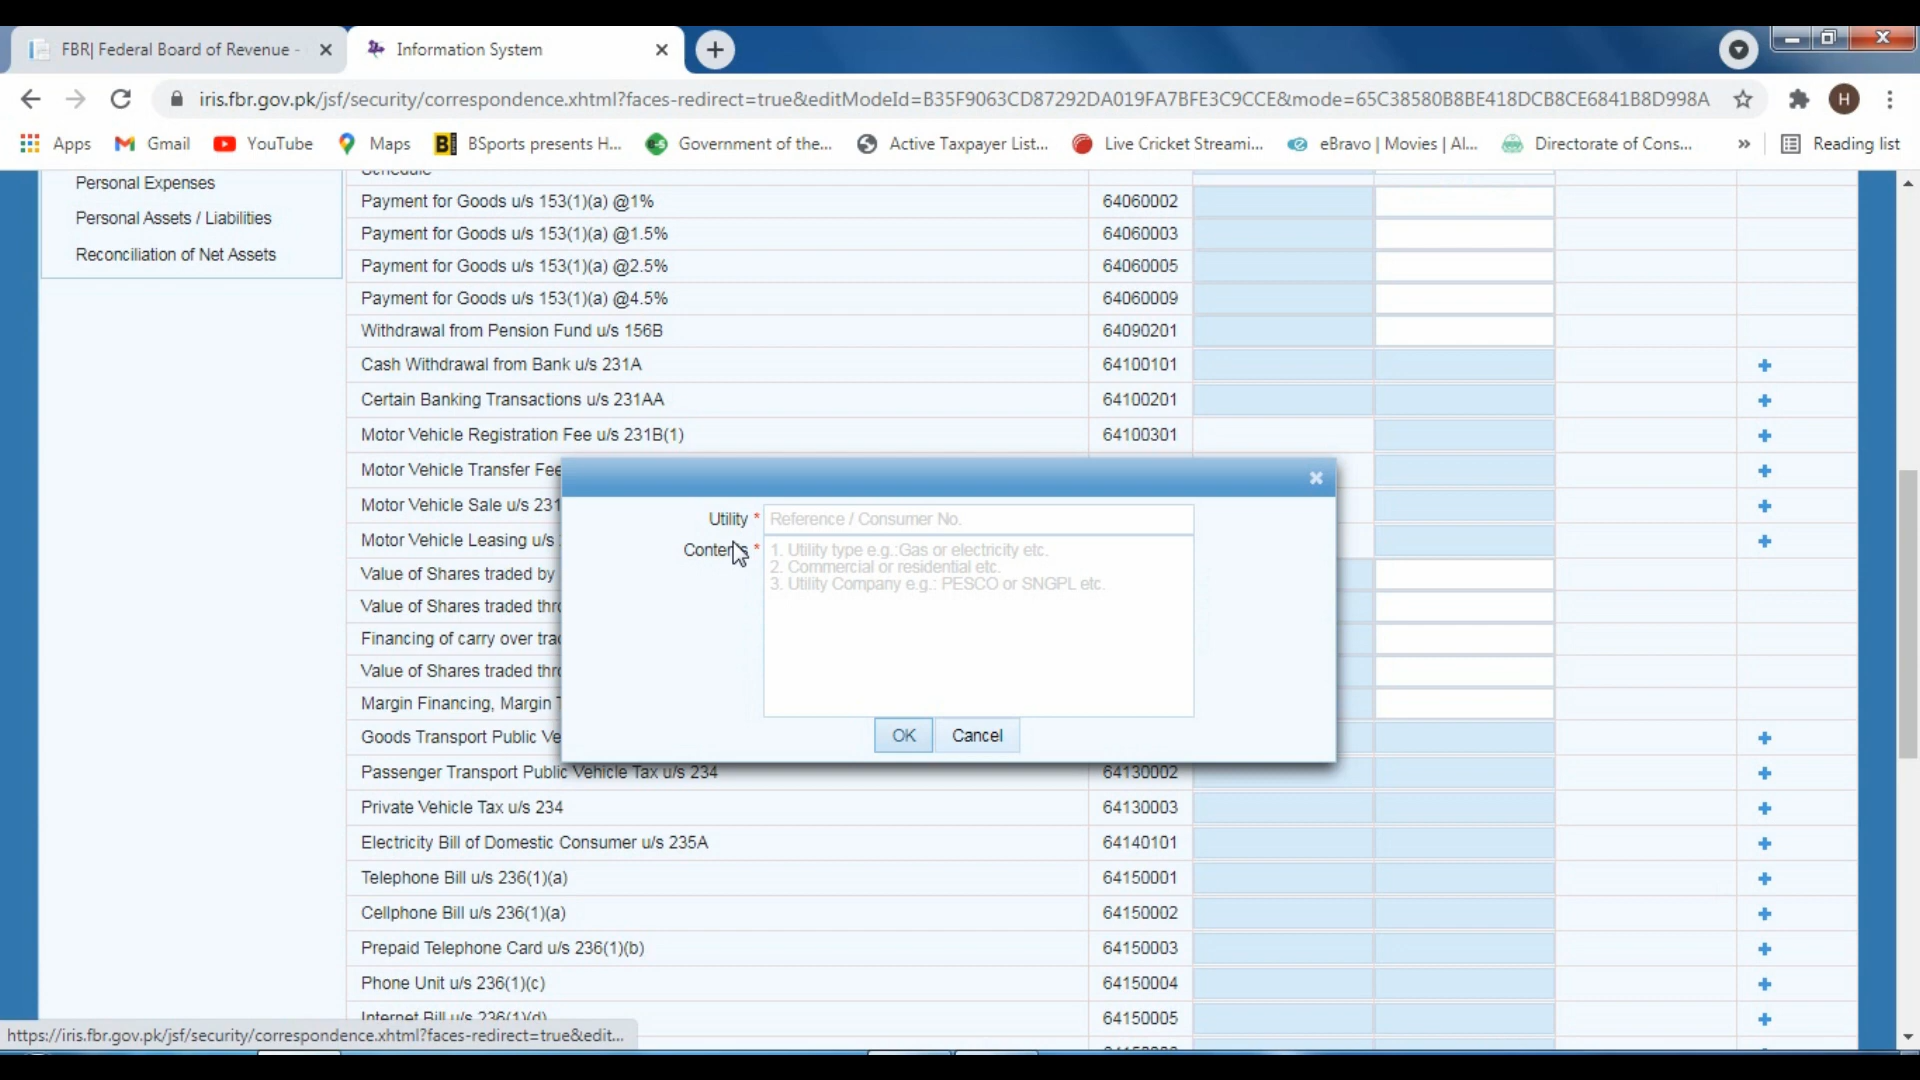 FBR| Federal Board of Revenue -
Information System
iris.fbr.gov.pk/jsf/security/correspondence.xhtml?faces-redirect=true&editModeId=B35F9063CD87292DA019FA7BFE3C9CCE&mode=65C38580B8BE418DCB8CE6841B8D998A
H
Apps Gmail YouTube Maps BSports presents H... Government of the... Active Taxpayer List... Live Cricket Streami... eBravo | Movies | Al... Directorate of Cons... » Reading list
Personal Expenses
Personal Assets / Liabilities
Reconciliation of Net Assets
Schedule
Payment for Goods u/s 153(1)(a) @1% 64060002
Payment for Goods u/s 153(1)(a) @1.5% 64060003
Payment for Goods u/s 153(1)(a) @2.5% 64060005
Payment for Goods u/s 153(1)(a) @4.5% 64060009
Withdrawal from Pension Fund u/s 156B 64090201
Cash Withdrawal from Bank u/s 231A 64100101
Certain Banking Transactions u/s 231AA 64100201
Motor Vehicle Registration Fee u/s 231B(1) 64100301
Motor Vehicle Transfer Fee
Motor Vehicle Sale u/s 231
Motor Vehicle Leasing u/s
Value of Shares traded by
Value of Shares traded thro
Financing of carry over trad
Value of Shares traded thro
Margin Financing, Margin T
Goods Transport Public Ve
Passenger Transport Public Vehicle Tax u/s 234 64130002
Private Vehicle Tax u/s 234 64130003
Electricity Bill of Domestic Consumer u/s 235A 64140101
Telephone Bill u/s 236(1)(a) 64150001
Cellphone Bill u/s 236(1)(a) 64150002
Prepaid Telephone Card u/s 236(1)(b) 64150003
Phone Unit u/s 236(1)(c) 64150004
Internet Bill u/s 236(1)(d) 64150005
Utility * Reference / Consumer No.
Contents * 1. Utility type e.g.:Gas or electricity etc.
2. Commercial or residential etc.
3. Utility Company e.g.: PESCO or SNGPL etc.
OK Cancel
https://iris.fbr.gov.pk/jsf/security/correspondence.xhtml?faces-redirect=true&edit...